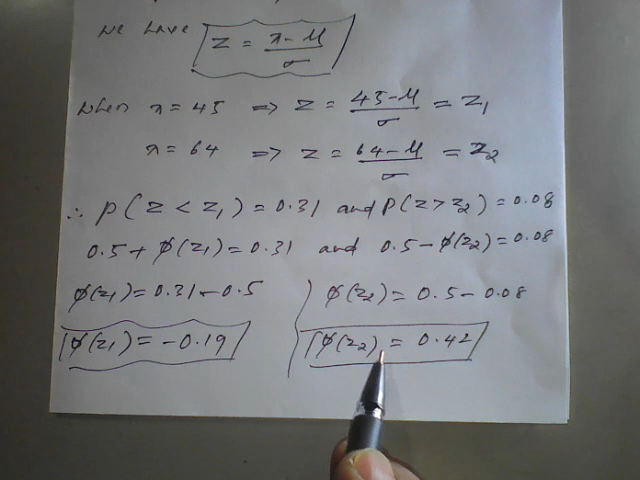 we have z = x - μ / σ
when x = 45 => z = 45 - μ / σ = z1
x = 64 => z = 64 - μ / σ = z2
∴ P(z < z1) = 0.31 and P(z > z2) = 0.08
0.5 + φ(z1) = 0.31 and 0.5 - φ(z2) = 0.08
φ(z1) = 0.31 - 0.5
φ(z1) = -0.19
φ(z2) = 0.5 - 0.08
φ(z2) = 0.42